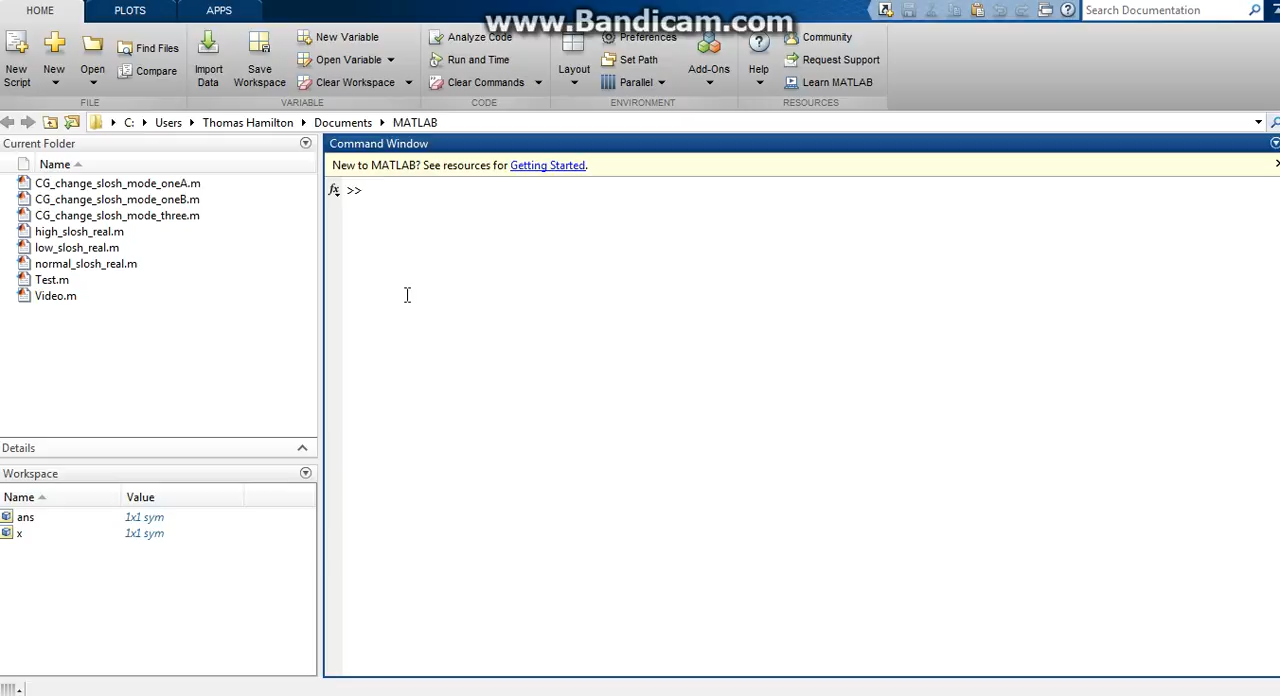 HOME PLOTS APPS
www.Bandicam.com
Search Documentation
New Script
New
Open
Find Files
Compare
FILE
Import Data
Save Workspace
New Variable
Open Variable
Clear Workspace
VARIABLE
Analyze Code
Run and Time
Clear Commands
CODE
Layout
Preferences
Set Path
Parallel
ENVIRONMENT
Add-Ons
Help
Community
Request Support
Learn MATLAB
RESOURCES
C: Users Thomas Hamilton Documents MATLAB
Current Folder
Name
CG_change_slosh_mode_oneA.m
CG_change_slosh_mode_oneB.m
CG_change_slosh_mode_three.m
high_slosh_real.m
low_slosh_real.m
normal_slosh_real.m
Test.m
Video.m
Details
Workspace
Name Value
ans 1x1 sym
x 1x1 sym
Command Window
New to MATLAB? See resources for Getting Started.
fx >>